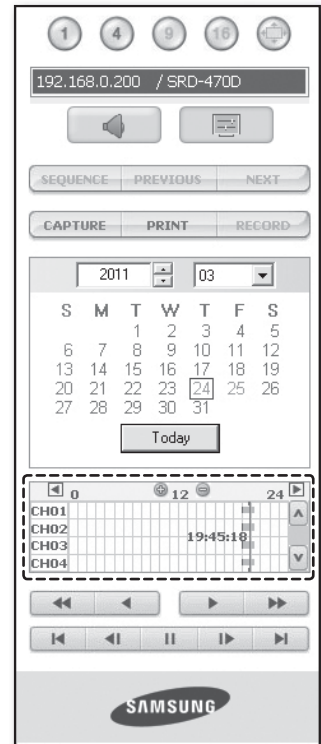 1 4 9 16
192.168.0.200 / SRD-470D
SEQUENCE PREVIOUS NEXT
CAPTURE PRINT RECORD
2011 03
S M T W T F S
1 2 3 4 5
6 7 8 9 10 11 12
13 14 15 16 17 18 19
20 21 22 23 24 25 26
27 28 29 30 31
Today
0 12 24
CH01
CH02
19:45:18
CH03
CH04
SAMSUNG